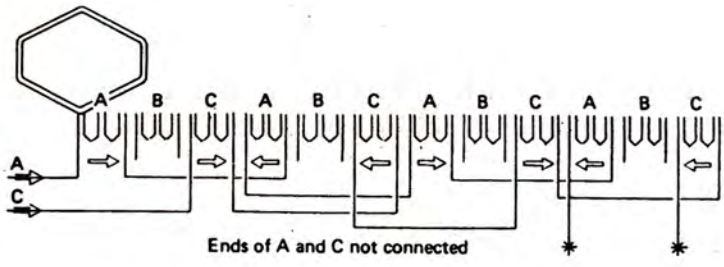 A B C A B C A B C A B C
A
C
Ends of A and C not connected